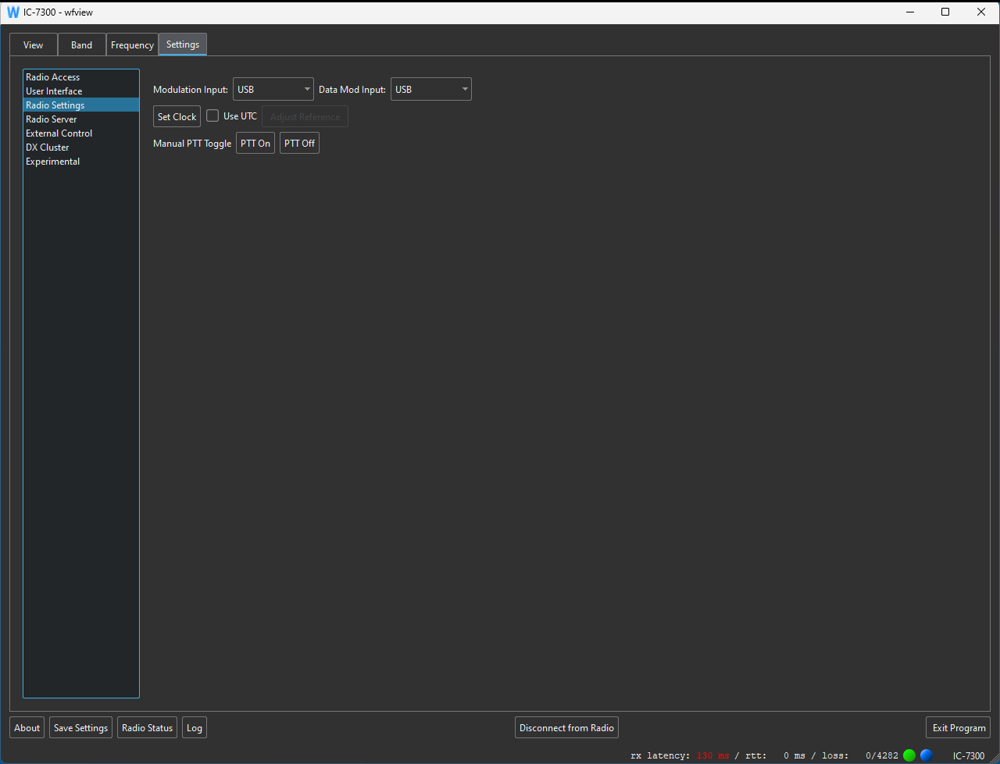 IC-7300 - wfview
View Band Frequency Settings
Radio Access
User Interface
Radio Settings
Radio Server
External Control
DX Cluster
Experimental
Modulation Input: USB Data Mod Input: USB
Set Clock Use UTC Adjust Reference
Manual PTT Toggle PTT On PTT Off
About Save Settings Radio Status Log Disconnect from Radio Exit Program
rx latency: 130 ms / rtt: 0 ms / loss: 0/4282 IC-7300